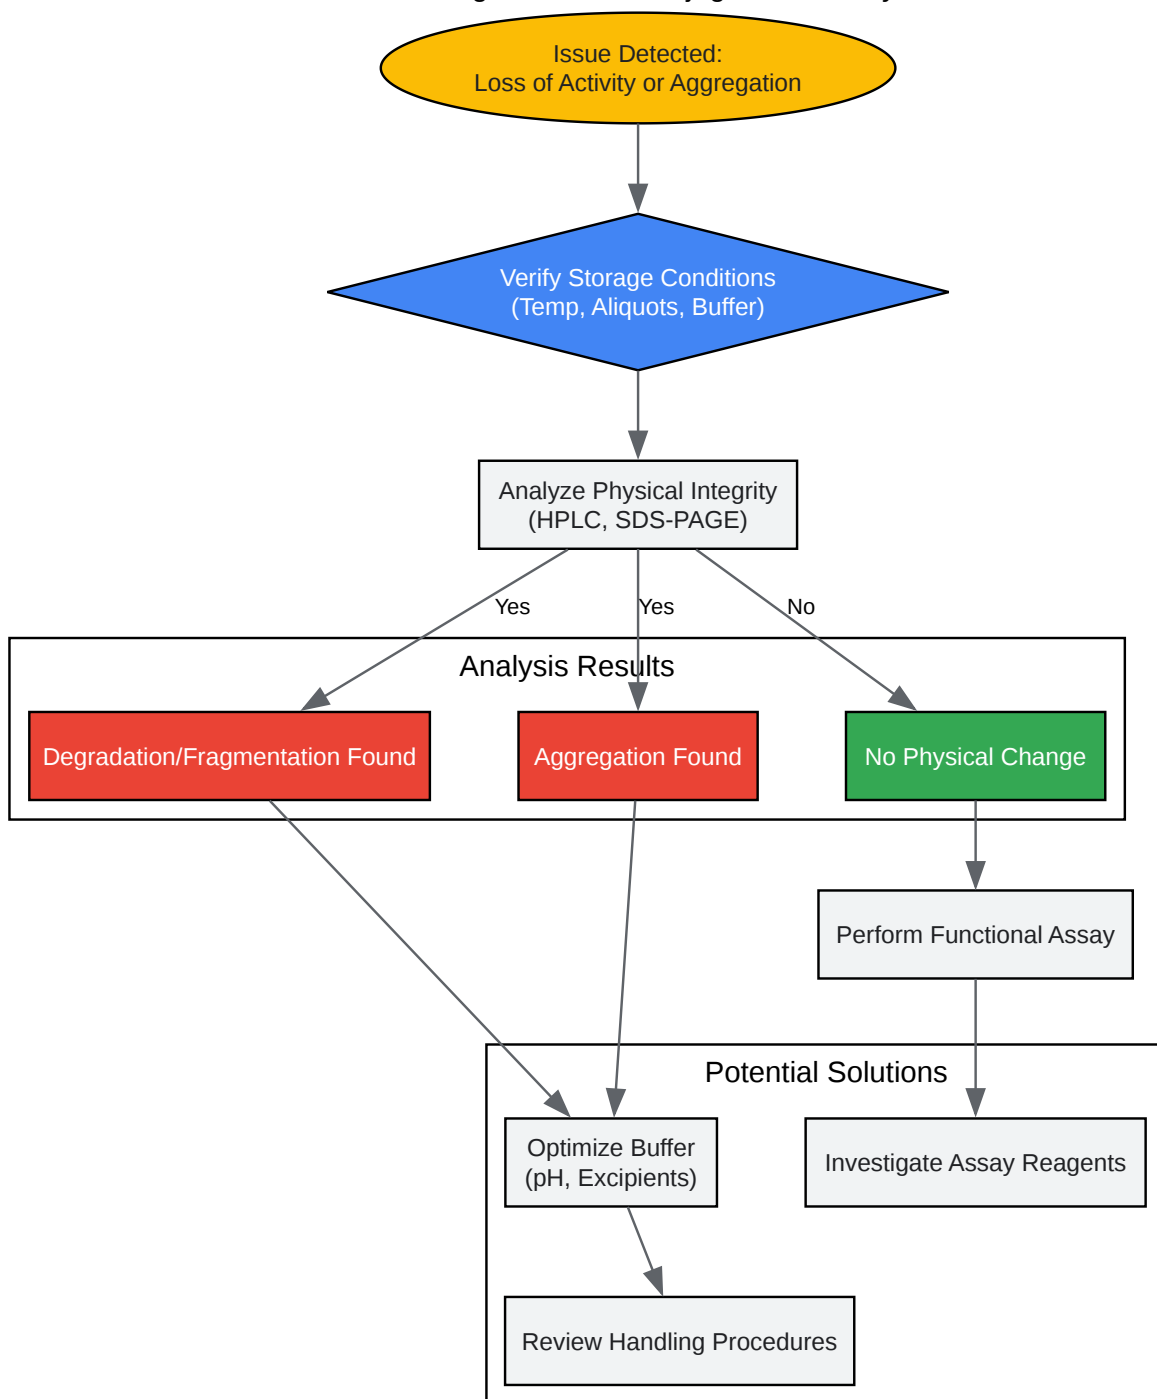 Issue Detected:
Loss of Activity or Aggregation
Verify Storage Conditions
(Temp, Aliquots, Buffer)
Analyze Physical Integrity
(HPLC, SDS-PAGE)
Yes
Yes
No
Analysis Results
Degradation/Fragmentation Found
Aggregation Found
No Physical Change
Perform Functional Assay
Potential Solutions
Optimize Buffer
(pH, Excipients)
Investigate Assay Reagents
Review Handling Procedures